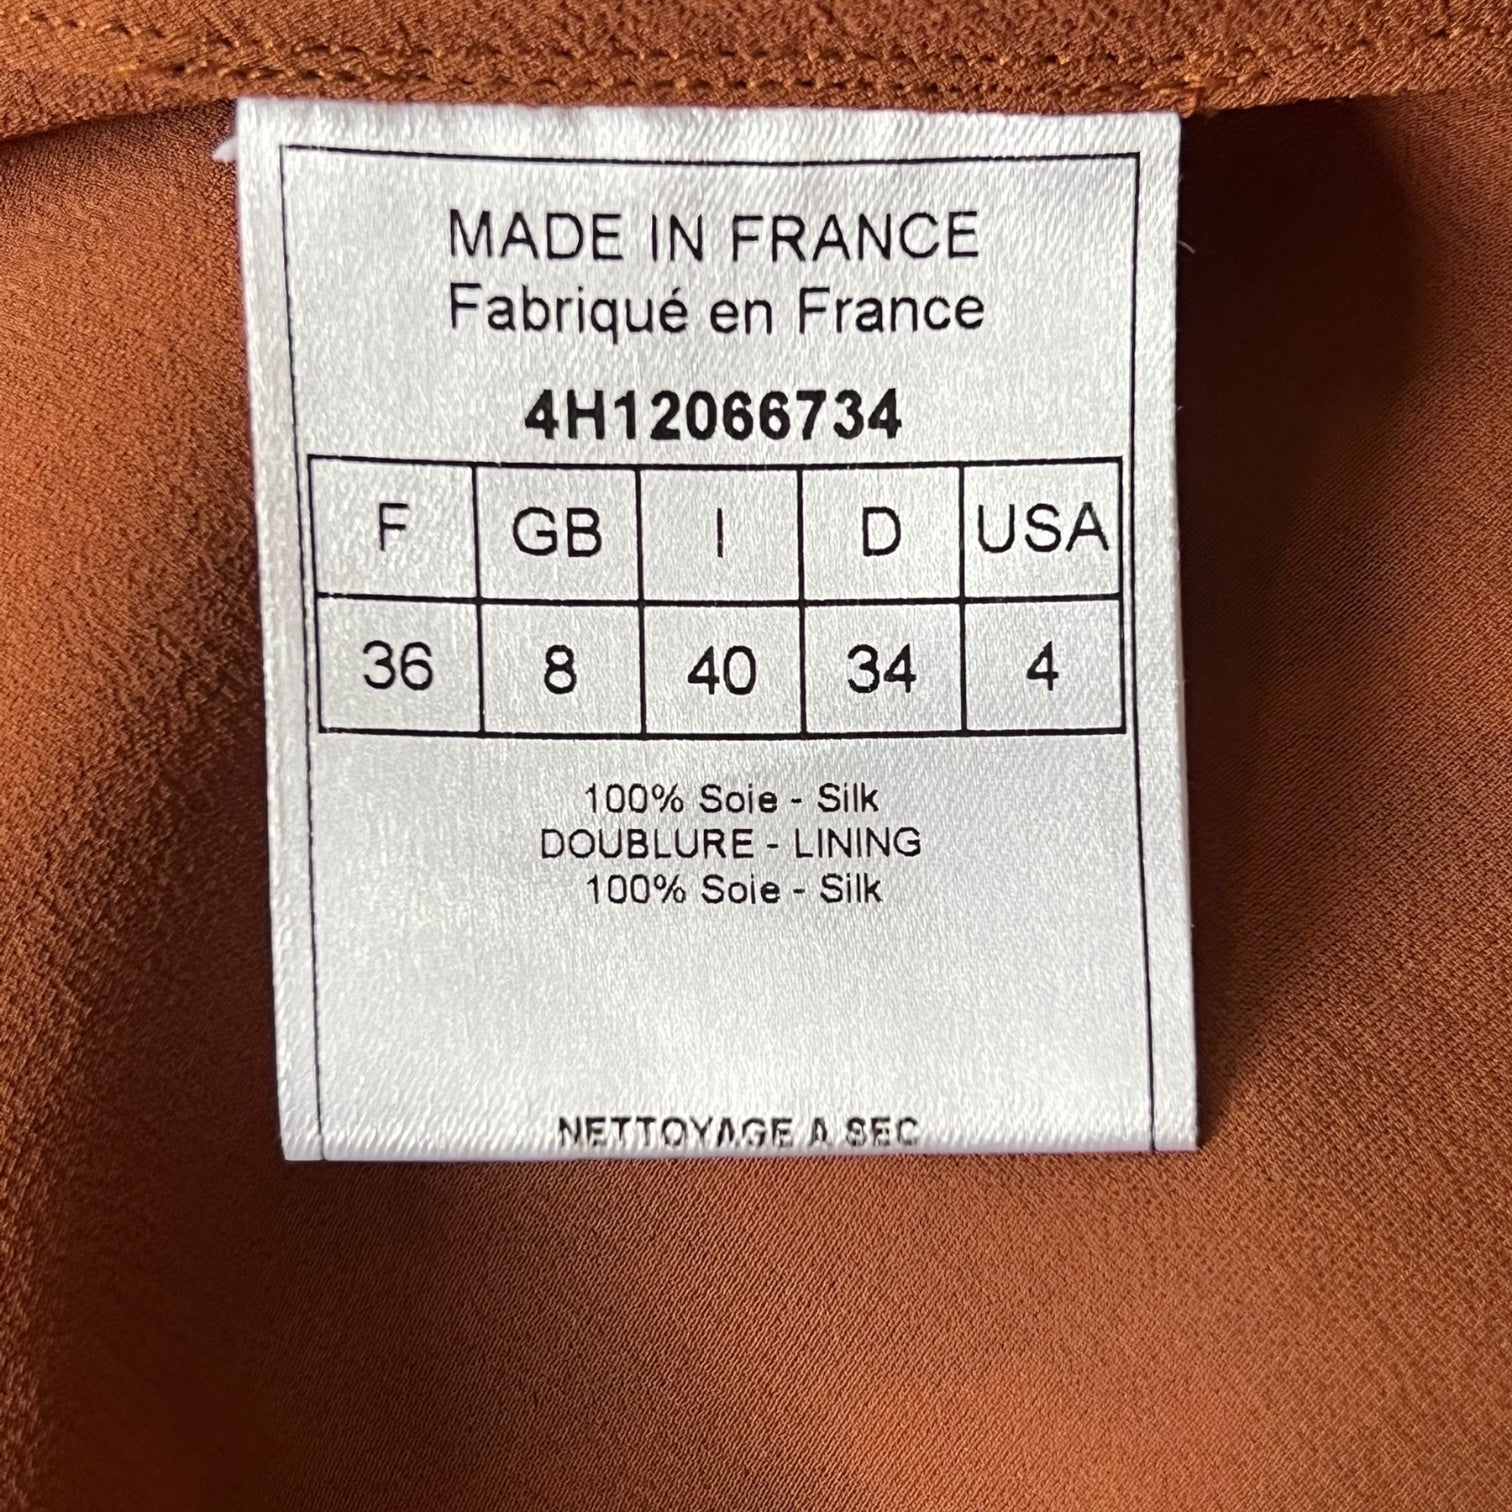 MADE IN FRANCE
Fabriqué en France
4H12066734
F GB I D USA
36 8 40 34 4
100% Soie - Silk
DOUBLURE - LINING
100% Soie - Silk
NETTOYAGE A SEC